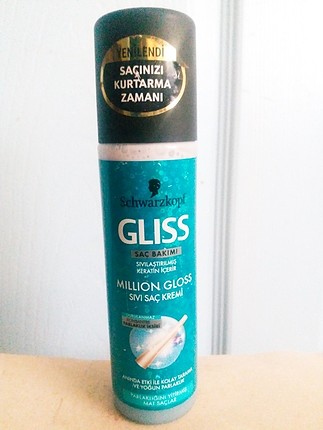 YENİLENDİ
SAÇINIZI
KURTARMA
ZAMANI
Schwarzkopf
GLISS
SAÇ BAKIMI
SIVILAŞTIRILMIŞ
KERATİN İÇERİR
MILLION GLOSS
SIVI SAÇ KREMİ
ANINDA ETKİ İLE KOLAY TARAMA
VE YOĞUN PARLAKLIK
PARLAKLIĞINI YİTİRMİŞ
MAT SAÇLAR